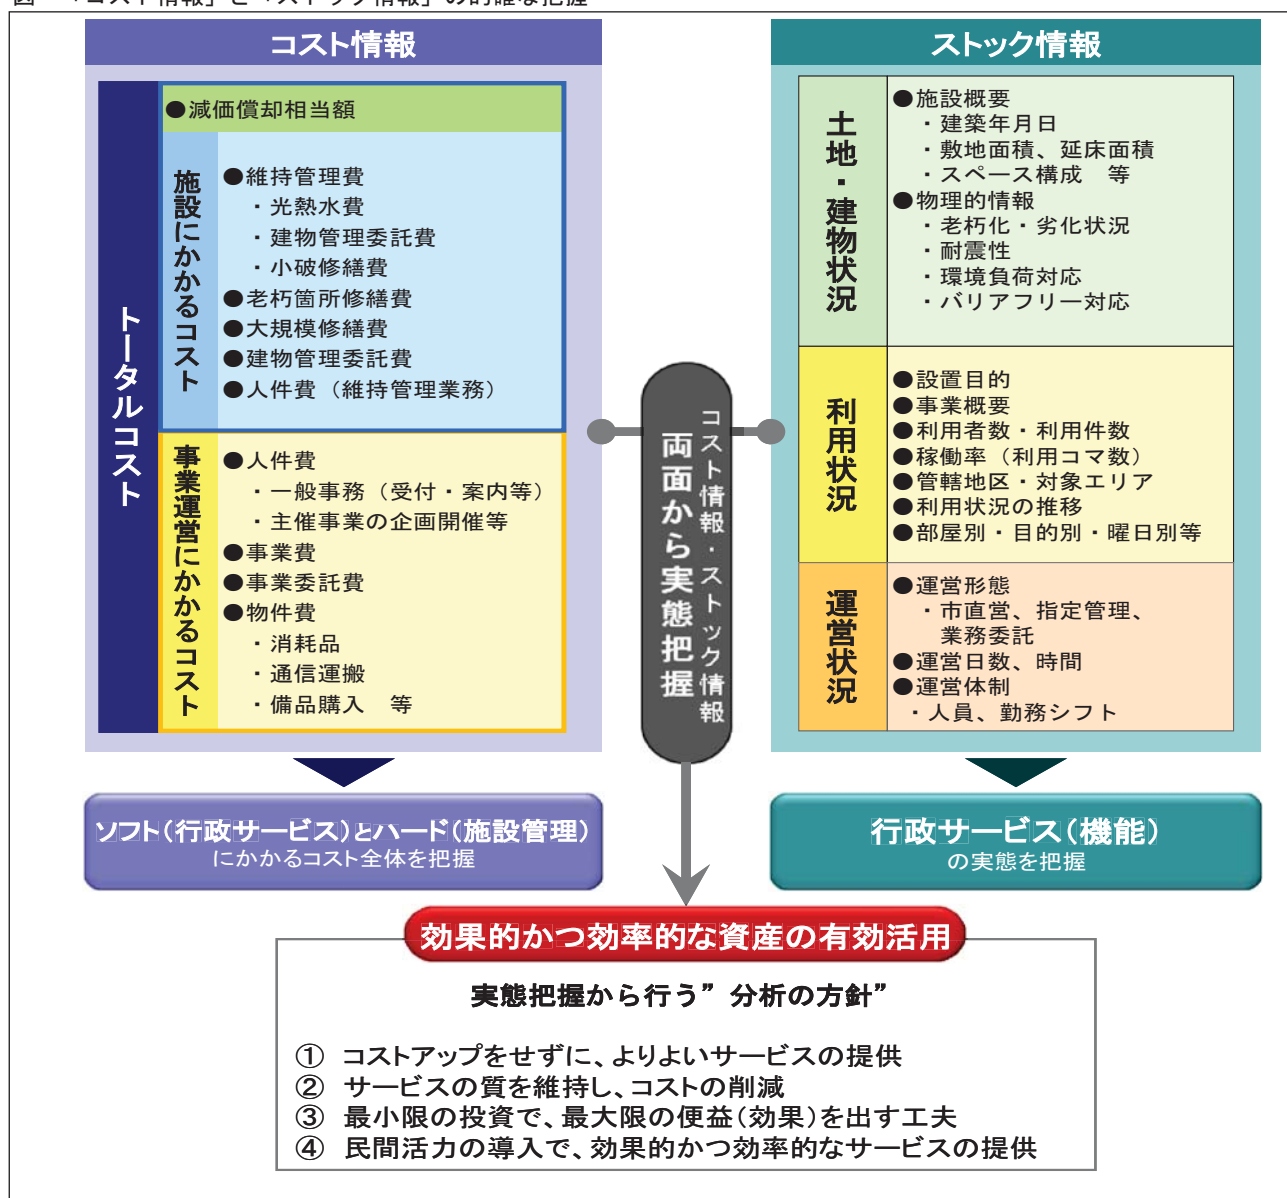 図 「コスト情報」と「ストック情報」の的確な把握
コスト情報
トータルコスト
●減価償却相当額
施設にかかるコスト
●維持管理費
・光熱水費
・建物管理委託費
・小破修繕費
●老朽箇所修繕費
●大規模修繕費
●建物管理委託費
●人件費（維持管理業務）
事業運営にかかるコスト
●人件費
・一般事務（受付・案内等）
・主催事業の企画開催等
●事業費
●事業委託費
●物件費
・消耗品
・通信運搬
・備品購入　等
ソフト(行政サービス)とハード(施設管理)
にかかるコスト全体を把握
コスト情報・ストック情報
両面から実態把握
ストック情報
土地・建物状況
●施設概要
・建築年月日
・敷地面積、延床面積
・スペース構成　等
●物理的情報
・老朽化・劣化状況
・耐震性
・環境負荷対応
・バリアフリー対応
利用状況
●設置目的
●事業概要
●利用者数・利用件数
●稼働率（利用コマ数）
●管轄地区・対象エリア
●利用状況の推移
●部屋別・目的別・曜日別等
運営状況
●運営形態
・市直営、指定管理、
業務委託
●運営日数、時間
●運営体制
・人員、勤務シフト
行政サービス(機能)
の実態を把握
効果的かつ効率的な資産の有効活用
実態把握から行う”分析の方針”
① コストアップをせずに、よりよいサービスの提供
② サービスの質を維持し、コストの削減
③ 最小限の投資で、最大限の便益(効果)を出す工夫
④ 民間活力の導入で、効果的かつ効率的なサービスの提供